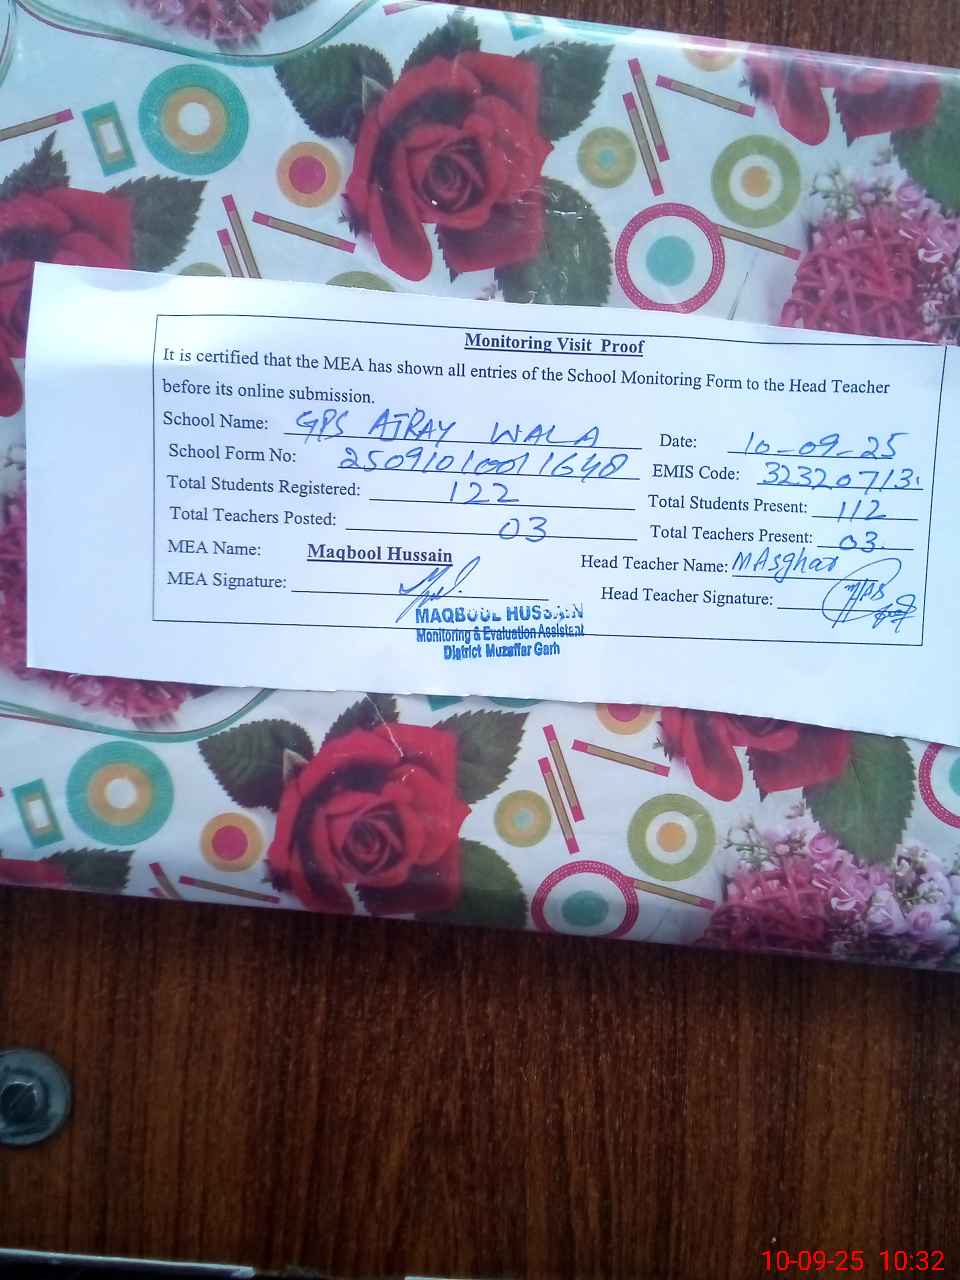 Monitoring Visit Proof
It is certified that the MEA has shown all entries of the School Monitoring Form to the Head Teacher
before its online submission.
School Name: GPS AJRAY WALA Date: 10-09-25
School Form No: EMIS Code: 32320713
Total Students Registered: 122 Total Students Present: 112
Total Teachers Posted: 03 Total Teachers Present: 03
MEA Name: Maqbool Hussain Head Teacher Name: MAsghar
MEA Signature: Head Teacher Signature:
MAQBOOL HUSSAIN
Monitoring & Evaluation Assistant
District Muzaffar Garh
10-09-25 10:32